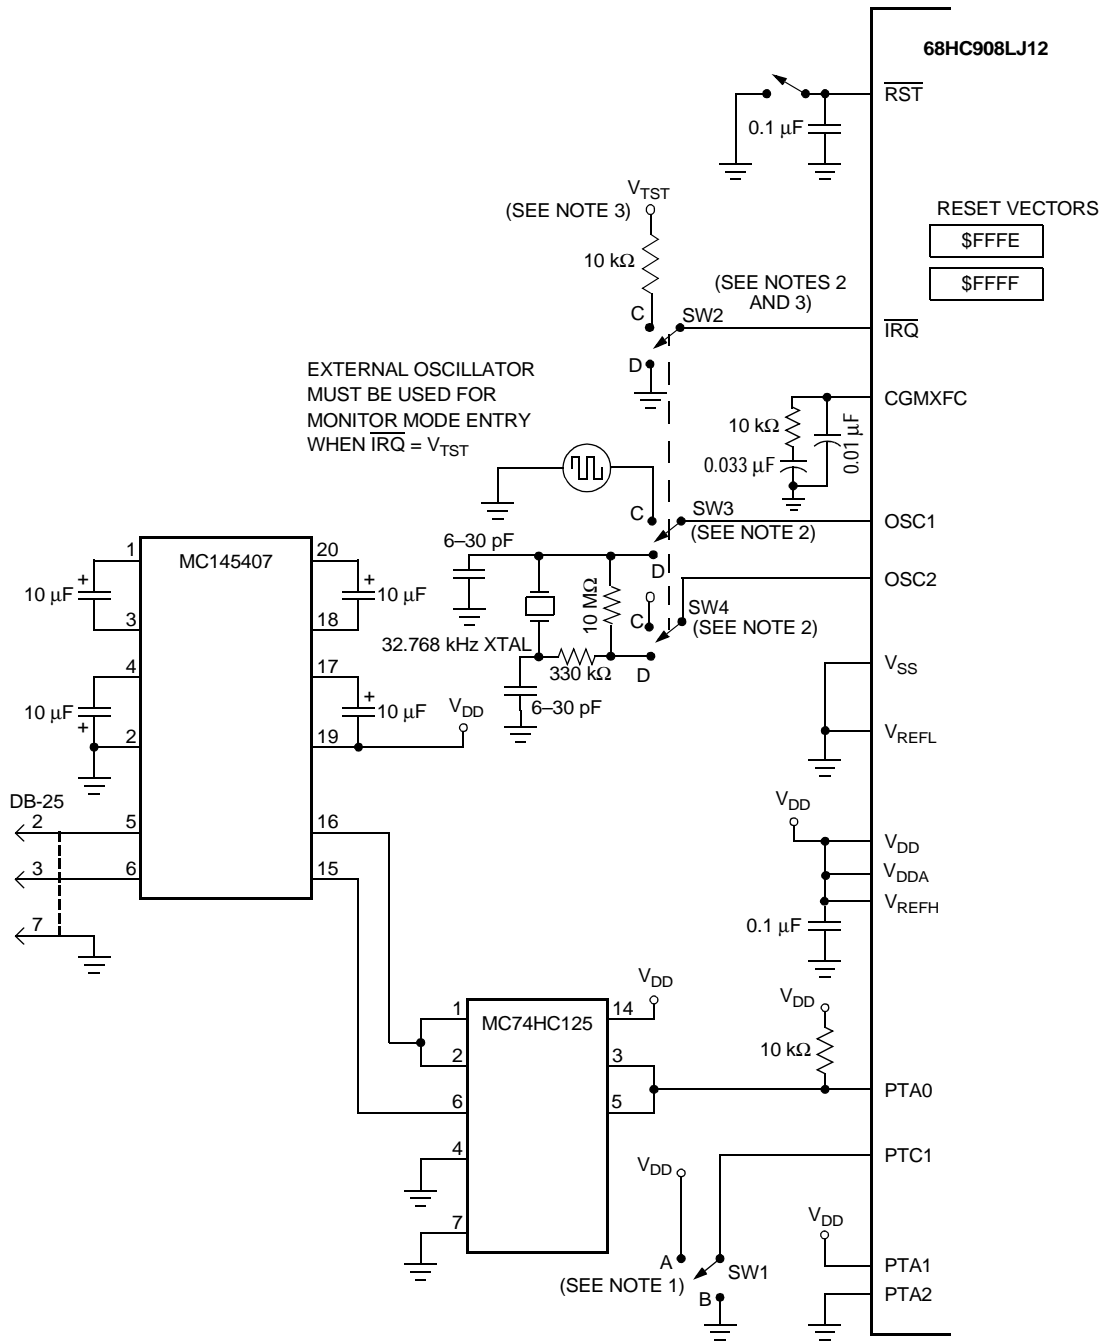 68HC908LJ12
RST
0.1 µF
VTST
(SEE NOTE 3)
RESET VECTORS
$FFFE
$FFFF
10 kΩ
(SEE NOTES 2
AND 3)
C
SW2
IRQ
D
EXTERNAL OSCILLATOR
MUST BE USED FOR
MONITOR MODE ENTRY
WHEN IRQ = VTST
CGMXFC
10 kΩ
0.01 µF
0.033 µF
C
SW3
OSC1
(SEE NOTE 2)
6–30 pF
D
OSC2
10 MΩ
C
SW4
(SEE NOTE 2)
32.768 kHz XTAL
330 kΩ
D
6–30 pF
MC145407
1
20
10 µF
+
+
10 µF
3
18
4
17
10 µF
+
+
10 µF
2
19
VDD
VSS
VREFL
DB-25
2
5
16
3
6
15
7
VDD
VDD
VDDA
VREFH
0.1 µF
MC74HC125
1
14
VDD
2
3
6
5
4
7
VDD
10 kΩ
PTA0
PTC1
VDD
A
SW1
(SEE NOTE 1)
B
VDD
PTA1
PTA2